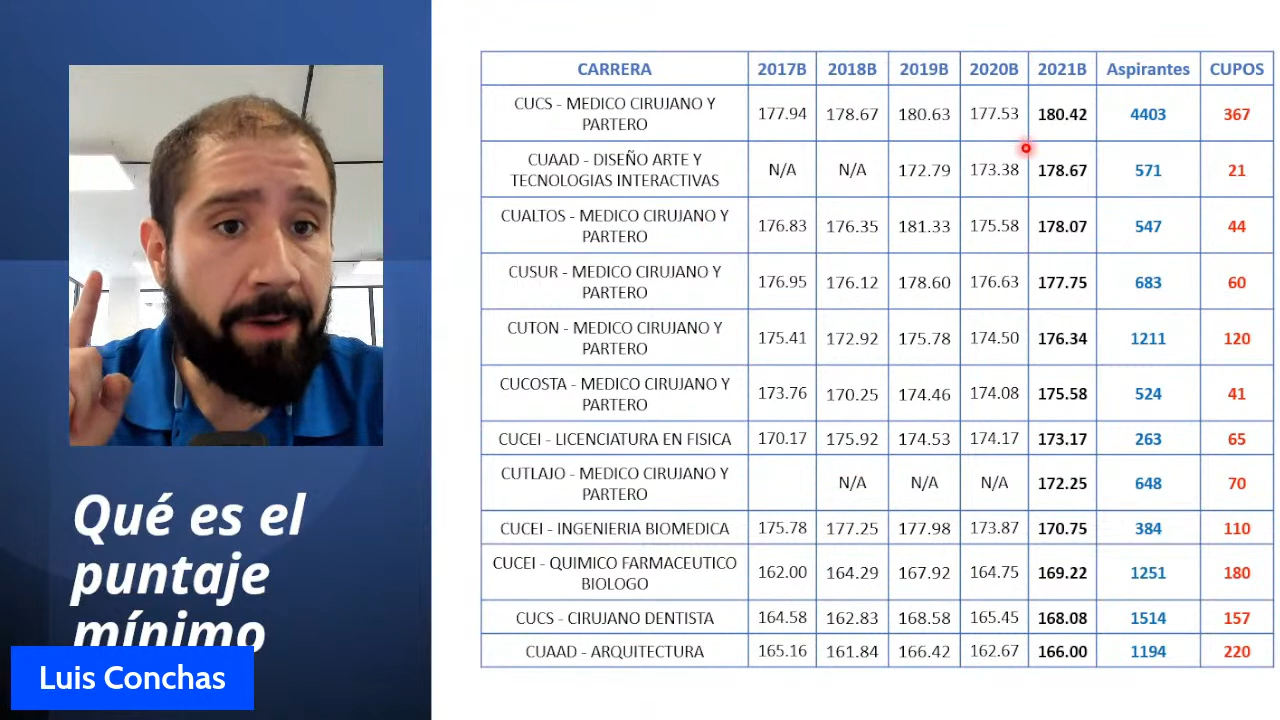 Qué es el
puntaje
mínimo
Luis Conchas
CARRERA 2017B 2018B 2019B 2020B 2021B Aspirantes CUPOS
CUCS - MEDICO CIRUJANO Y
PARTERO 177.94 178.67 180.63 177.53 180.42 4403 367
CUAAD - DISEÑO ARTE Y
TECNOLOGIAS INTERACTIVAS N/A N/A 172.79 173.38 178.67 571 21
CUALTOS - MEDICO CIRUJANO Y
PARTERO 176.83 176.35 181.33 175.58 178.07 547 44
CUSUR - MEDICO CIRUJANO Y
PARTERO 176.95 176.12 178.60 176.63 177.75 683 60
CUTON - MEDICO CIRUJANO Y
PARTERO 175.41 172.92 175.78 174.50 176.34 1211 120
CUCOSTA - MEDICO CIRUJANO Y
PARTERO 173.76 170.25 174.46 174.08 175.58 524 41
CUCEI - LICENCIATURA EN FISICA 170.17 175.92 174.53 174.17 173.17 263 65
CUTLAJO - MEDICO CIRUJANO Y
PARTERO N/A N/A N/A 172.25 648 70
CUCEI - INGENIERIA BIOMEDICA 175.78 177.25 177.98 173.87 170.75 384 110
CUCEI - QUIMICO FARMACEUTICO
BIOLOGO 162.00 164.29 167.92 164.75 169.22 1251 180
CUCS - CIRUJANO DENTISTA 164.58 162.83 168.58 165.45 168.08 1514 157
CUAAD - ARQUITECTURA 165.16 161.84 166.42 162.67 166.00 1194 220